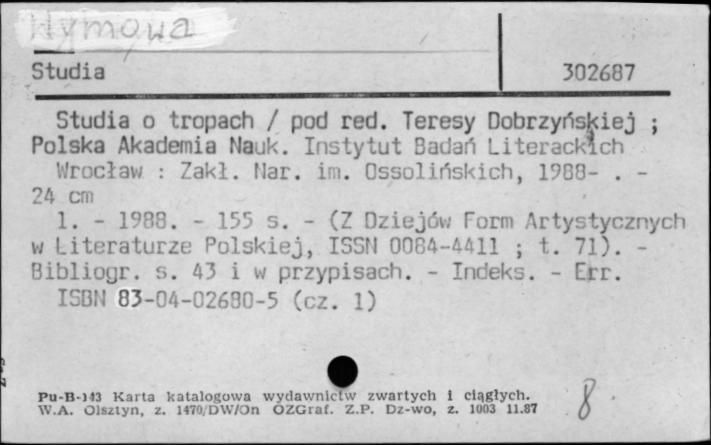 Wymowa
Studia
302687
Studia o tropach / pod red. Teresy Dobrzyńskiej ;
Polska Akademia Nauk. Instytut Badań Literackich
Wrocław : Zakł. Nar. im. Ossolińskich, 1988- . -
24 cm
1. - 1988. - 155 s. - (Z Dziejów Form Artystycznych
w Literaturze Polskiej, ISSN 0084-4411 ; t. 71). -
Bibliogr. s. 43 i w przypisach. - Indeks. - Err.
ISBN 83-04-02680-5 (cz. 1)
Pu-B-143 Karta katalogowa wydawnictw zwartych i ciągłych.
W.A. Olsztyn, z. 1470/DW/On OZGraf. Z.P. Dz-wo, z. 1003 11.87
8